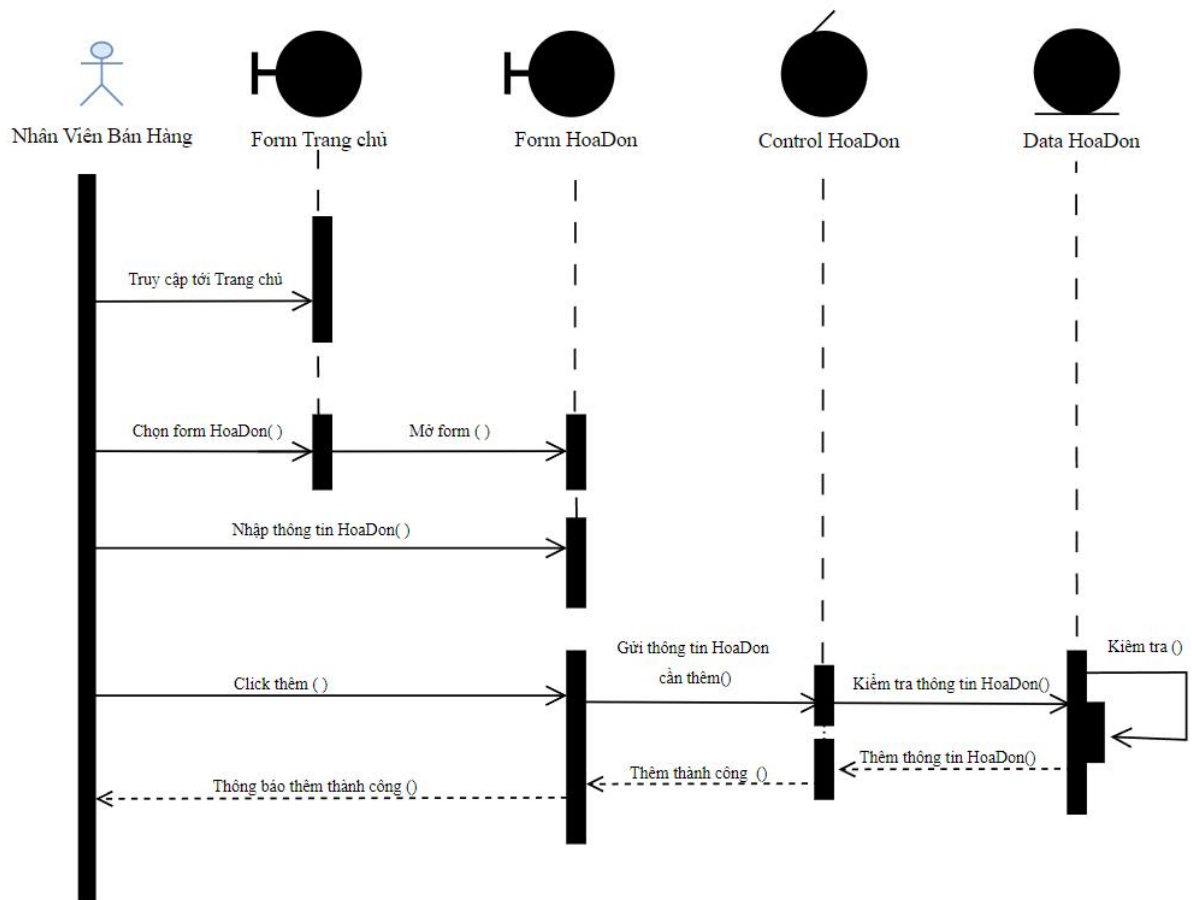 Nhân Viên Bán Hàng
Form Trang chủ
Form HoaDon
Control HoaDon
Data HoaDon
Truy cập tới Trang chủ
Chọn form HoaDon( )
Mở form ( )
Nhập thông tin HoaDon( )
Click thêm ( )
Gửi thông tin HoaDon
cần thêm()
Kiểm tra thông tin HoaDon()
Kiêm tra ()
Thêm thông tin HoaDon()
Thêm thành công ()
Thông báo thêm thành công ()